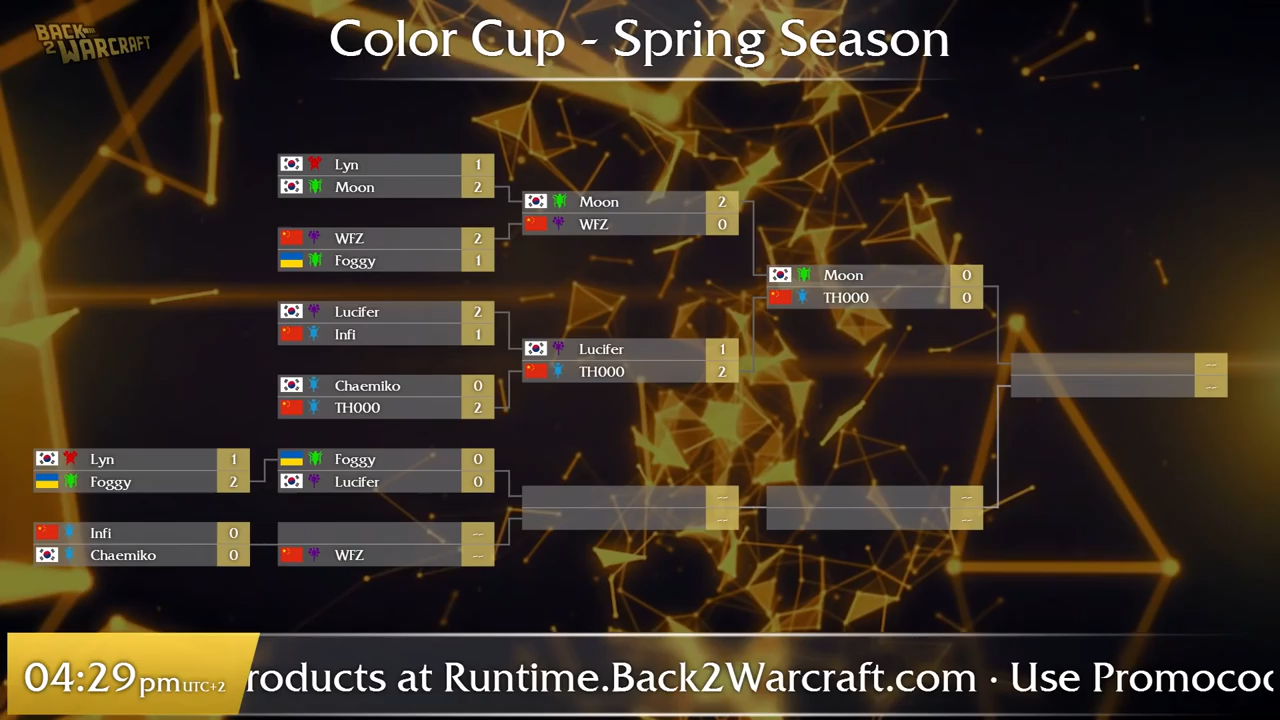 BACK
2 WARCRAFT
Color Cup - Spring Season
Lyn 1
Moon 2
WFZ 2
Foggy 1
Lucifer 2
Infi 1
Chaemiko 0
TH000 2
Moon 2
WFZ 0
Lucifer 1
TH000 2
Moon 0
TH000 0
--
--
Lyn 1
Foggy 2
Infi 0
Chaemiko 0
Foggy 0
Lucifer 0
--
WFZ --
--
--
--
--
04:29pm UTC+2
roducts at Runtime.Back2Warcraft.com · Use Promocoo